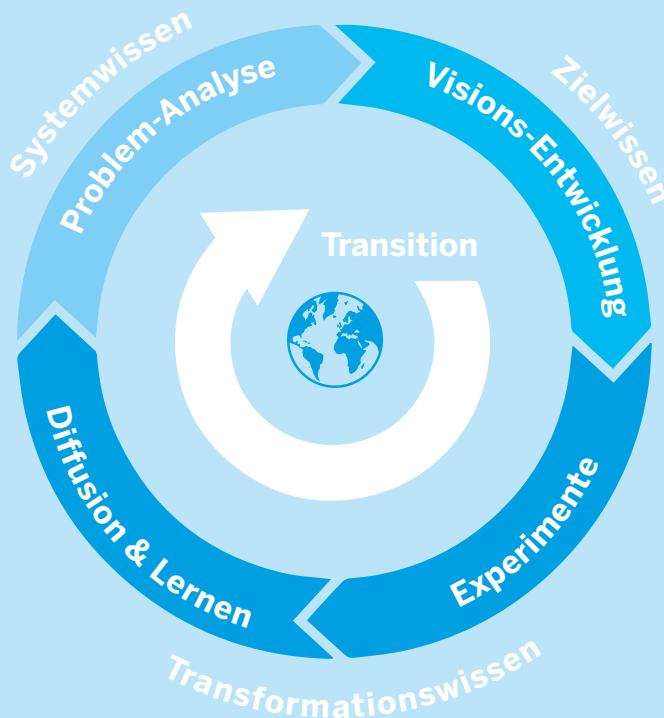 Systemwissen
Problem-Analyse
Visions-Entwicklung
Zielwissen
Transition
Experimente
Diffusion & Lernen
Transformationswissen